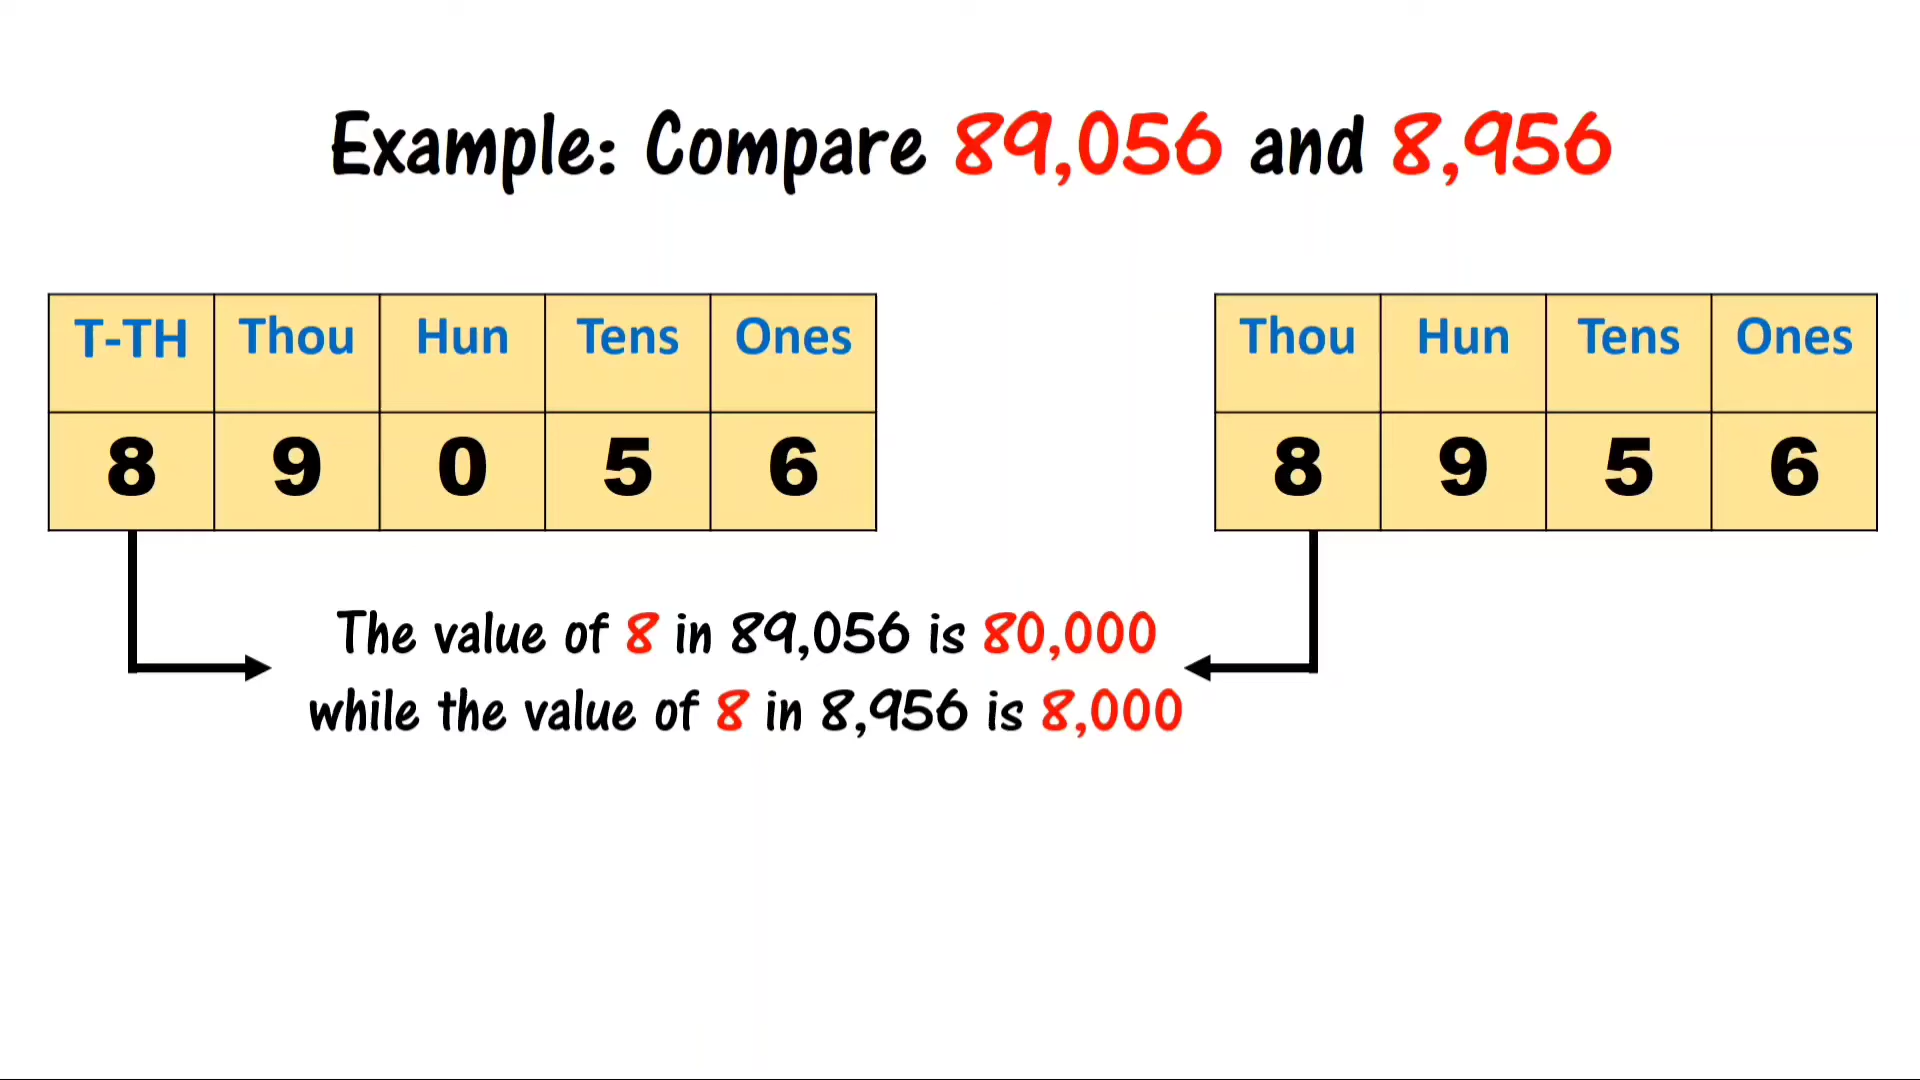 Example: Compare 89,056 and 8,956
T-TH Thou Hun Tens Ones
8 9 0 5 6
Thou Hun Tens Ones
8 9 5 6
The value of 8 in 89,056 is 80,000
while the value of 8 in 8,956 is 8,000